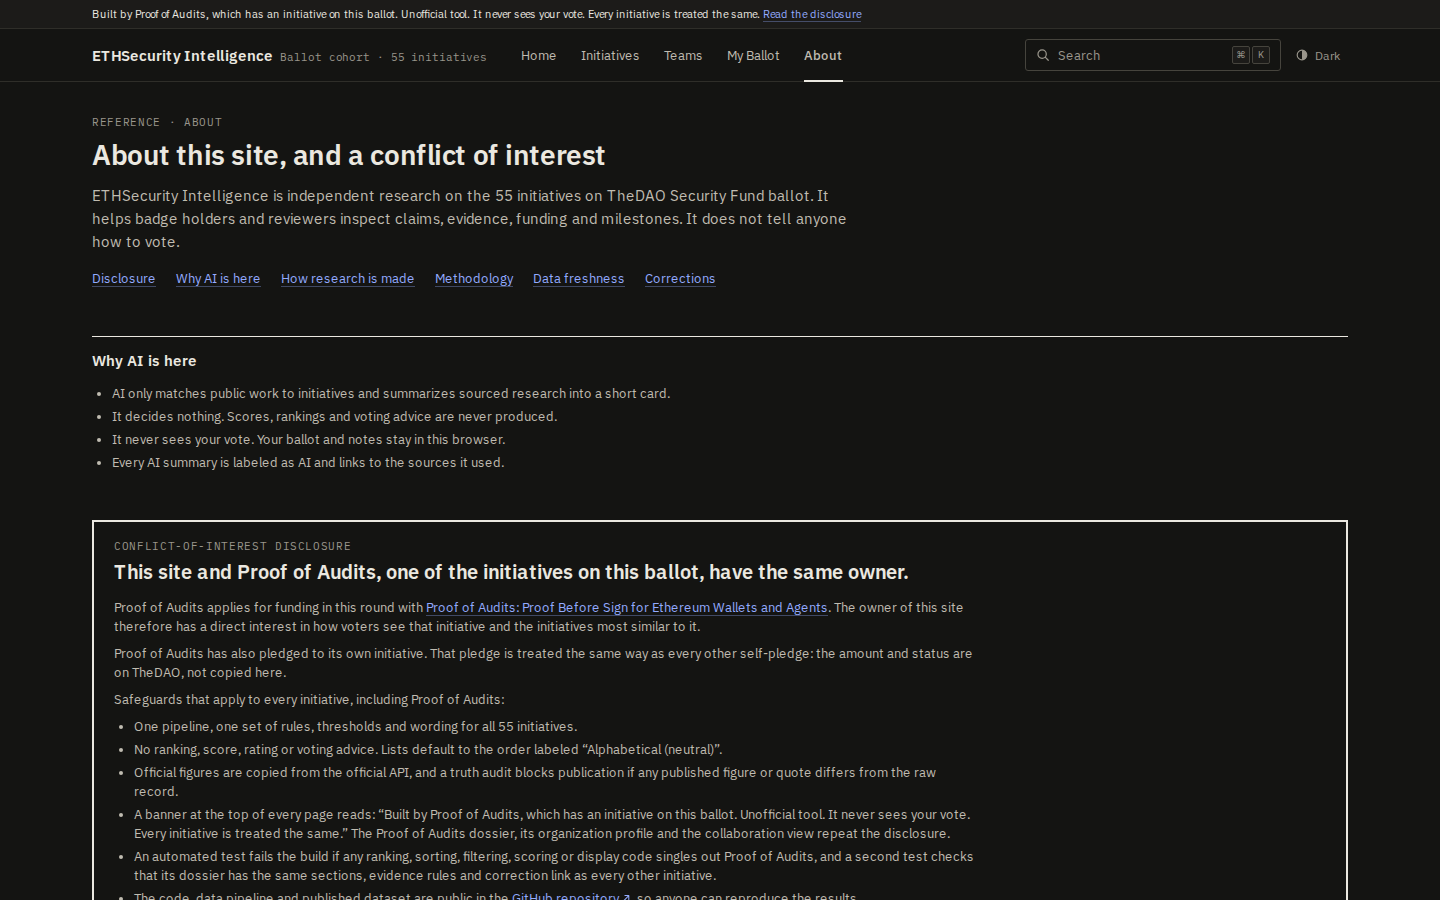 Built by Proof of Audits, which has an initiative on this ballot. Unofficial tool. It never sees your vote. Every initiative is treated the same. Read the disclosure
ETHSecurity Intelligence Ballot cohort · 55 initiatives Home Initiatives Teams My Ballot About Search ⌘ K Dark
REFERENCE · ABOUT
About this site, and a conflict of interest
ETHSecurity Intelligence is independent research on the 55 initiatives on TheDAO Security Fund ballot. It
helps badge holders and reviewers inspect claims, evidence, funding and milestones. It does not tell anyone
how to vote.
Disclosure Why AI is here How research is made Methodology Data freshness Corrections
Why AI is here
• AI only matches public work to initiatives and summarizes sourced research into a short card.
• It decides nothing. Scores, rankings and voting advice are never produced.
• It never sees your vote. Your ballot and notes stay in this browser.
• Every AI summary is labeled as AI and links to the sources it used.
CONFLICT-OF-INTEREST DISCLOSURE
This site and Proof of Audits, one of the initiatives on this ballot, have the same owner.
Proof of Audits applies for funding in this round with Proof of Audits: Proof Before Sign for Ethereum Wallets and Agents. The owner of this site
therefore has a direct interest in how voters see that initiative and the initiatives most similar to it.
Proof of Audits has also pledged to its own initiative. That pledge is treated the same way as every other self-pledge: the amount and status are
on TheDAO, not copied here.
Safeguards that apply to every initiative, including Proof of Audits:
• One pipeline, one set of rules, thresholds and wording for all 55 initiatives.
• No ranking, score, rating or voting advice. Lists default to the order labeled “Alphabetical (neutral)”.
• Official figures are copied from the official API, and a truth audit blocks publication if any published figure or quote differs from the raw
record.
• A banner at the top of every page reads: “Built by Proof of Audits, which has an initiative on this ballot. Unofficial tool. It never sees your vote.
Every initiative is treated the same.” The Proof of Audits dossier, its organization profile and the collaboration view repeat the disclosure.
• An automated test fails the build if any ranking, sorting, filtering, scoring or display code singles out Proof of Audits, and a second test checks
that its dossier has the same sections, evidence rules and correction link as every other initiative.
• The code, data pipeline and published dataset are public in the GitHub repository ↗, so anyone can reproduce the results.